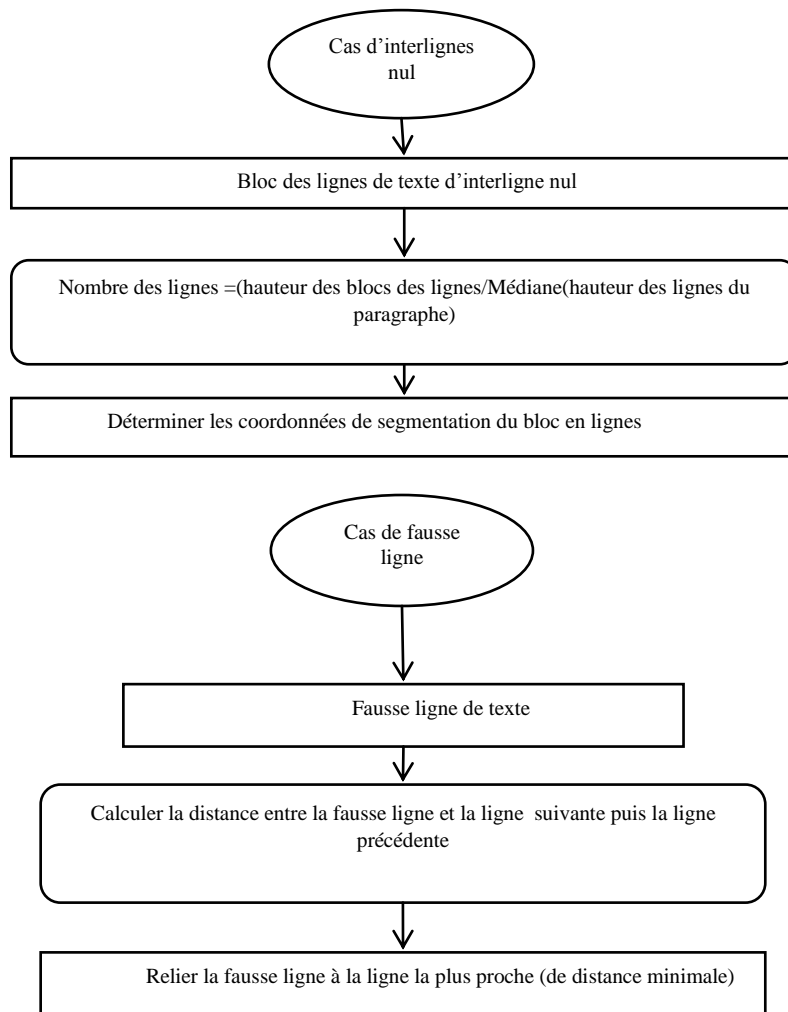 Cas d’interlignes
nul
Bloc des lignes de texte d’interligne nul
Nombre des lignes =(hauteur des blocs des lignes/Médiane(hauteur des lignes du
paragraphe)
Déterminer les coordonnées de segmentation du bloc en lignes
Cas de fausse
ligne
Fausse ligne de texte
Calculer la distance entre la fausse ligne et la ligne  suivante puis la ligne
précédente
Relier la fausse ligne à la ligne la plus proche (de distance minimale)